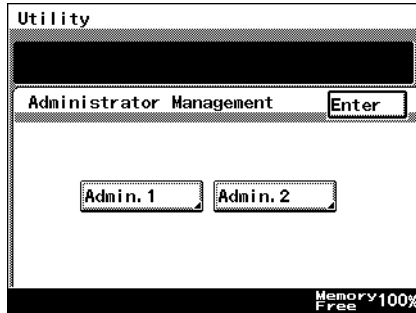 Utility
Administrator Management Enter
Admin.1 Admin.2
Memory Free 100%